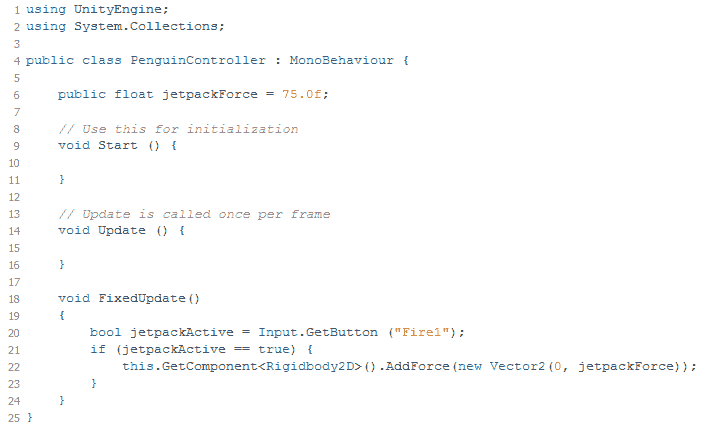 1 using UnityEngine;
2 using System.Collections;
3
4 public class PenguinController : MonoBehaviour {
5
6     public float jetpackForce = 75.0f;
7
8     // Use this for initialization
9     void Start () {
10
11     }
12
13     // Update is called once per frame
14     void Update () {
15
16     }
17
18     void FixedUpdate()
19     {
20         bool jetpackActive = Input.GetButton ("Fire1");
21         if (jetpackActive == true) {
22             this.GetComponent<Rigidbody2D>().AddForce(new Vector2(0, jetpackForce));
23         }
24     }
25 }